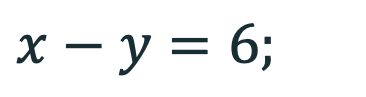 x − y = 6;